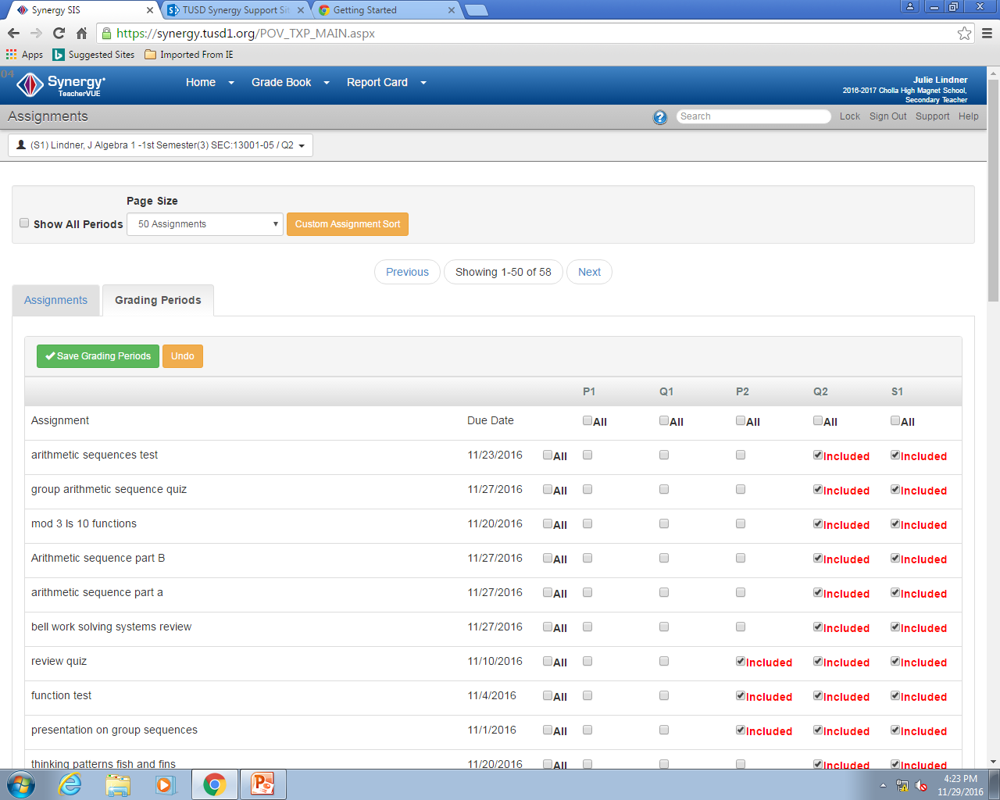 Synergy SIS
TUSD Synergy Support Sit
Getting Started
https://synergy.tusd1.org/POV_TXP_MAIN.aspx
Apps Suggested Sites Imported From IE
04
Synergy
TeacherVUE
Home Grade Book Report Card
Julie Lindner
2016-2017 Cholla High Magnet School,
Secondary Teacher
Assignments
Search Lock Sign Out Support Help
(S1) Lindner, J Algebra 1 -1st Semester(3) SEC:13001-05 / Q2
Page Size
Show All Periods 50 Assignments Custom Assignment Sort
Previous Showing 1-50 of 58 Next
Assignments Grading Periods
Save Grading Periods Undo
P1 Q1 P2 Q2 S1
Assignment Due Date All All All All All
arithmetic sequences test 11/23/2016 All Included Included
group arithmetic sequence quiz 11/27/2016 All Included Included
mod 3 ls 10 functions 11/20/2016 All Included Included
Arithmetic sequence part B 11/27/2016 All Included Included
arithmetic sequence part a 11/27/2016 All Included Included
bell work solving systems review 11/27/2016 All Included Included
review quiz 11/10/2016 All Included Included Included
function test 11/4/2016 All Included Included Included
presentation on group sequences 11/1/2016 All Included Included Included
thinking patterns fish and fins 11/20/2016 All Included Included
4:23 PM
11/29/2016